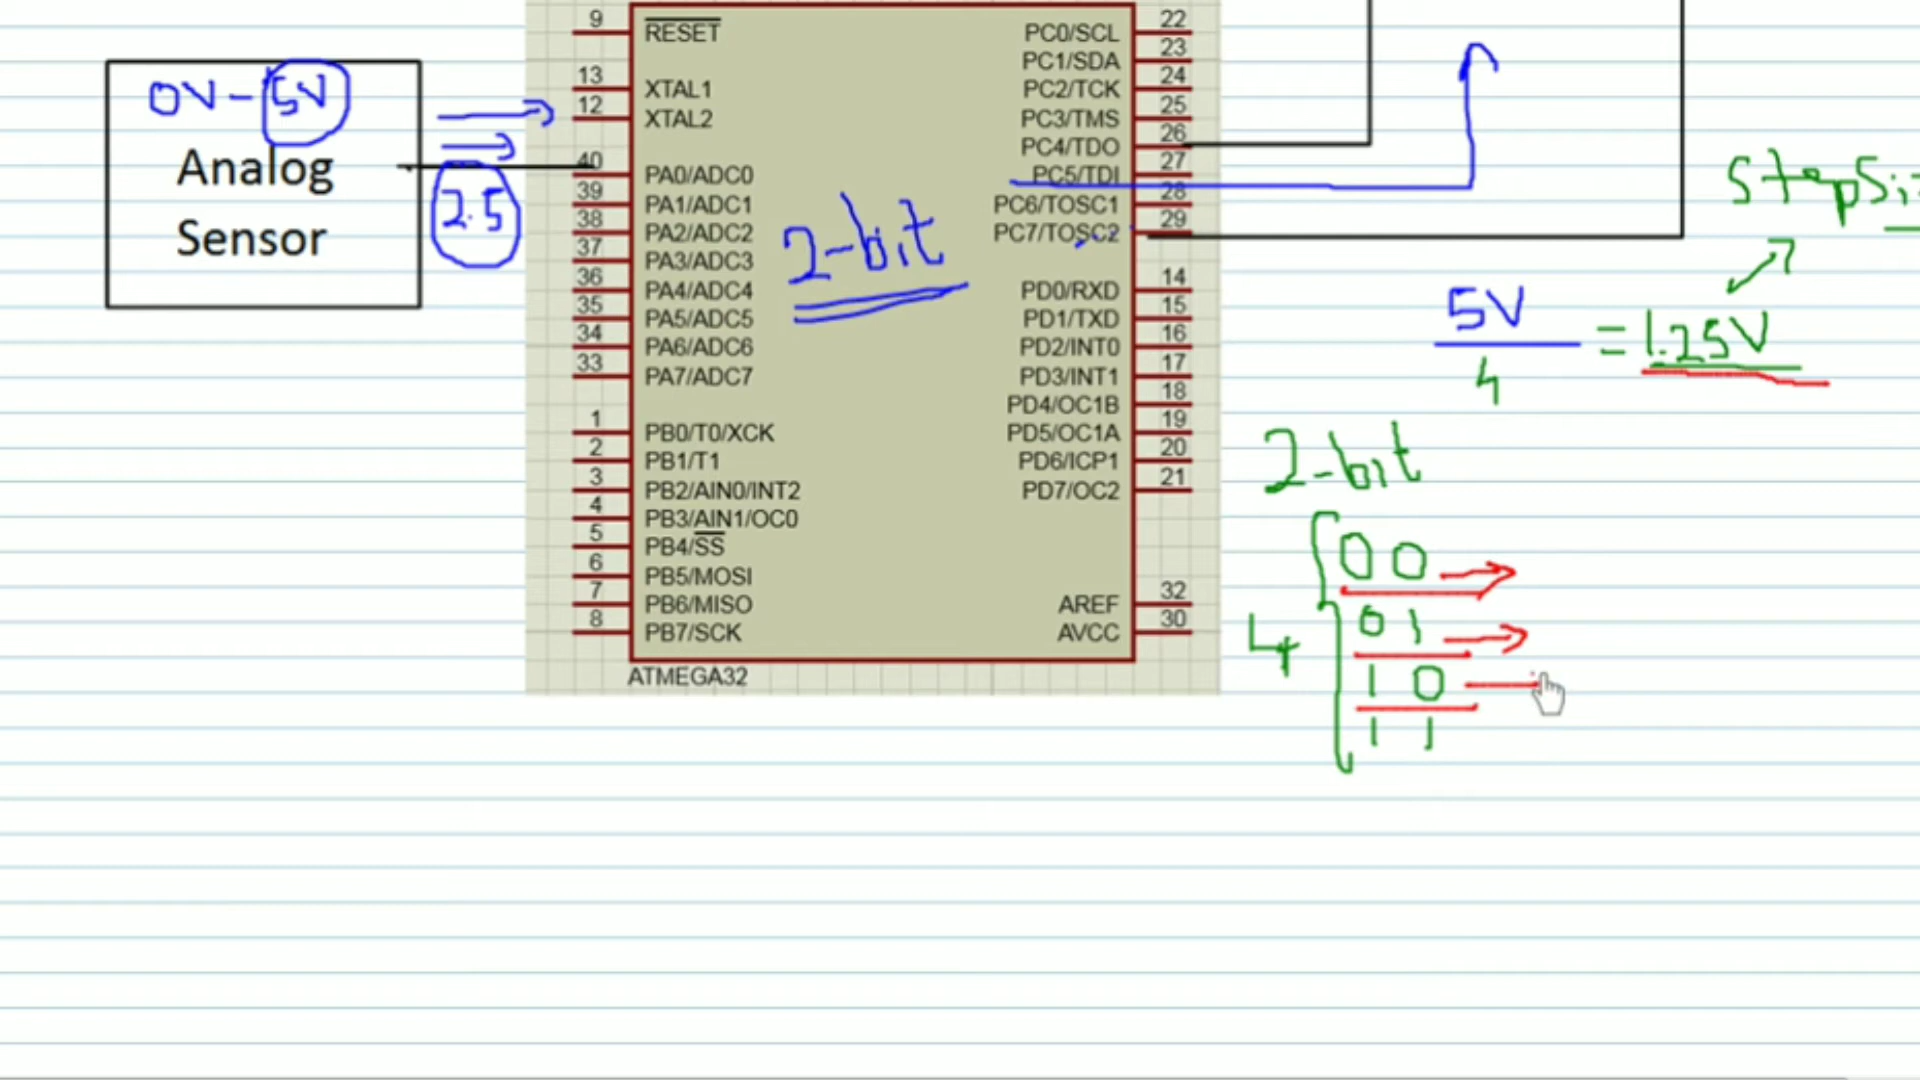 0V - 5V
Analog
Sensor
2.5
9 RESET
13 XTAL1
12 XTAL2
40 PA0/ADC0
39 PA1/ADC1
38 PA2/ADC2
37 PA3/ADC3
36 PA4/ADC4
35 PA5/ADC5
34 PA6/ADC6
33 PA7/ADC7
1 PB0/T0/XCK
2 PB1/T1
3 PB2/AIN0/INT2
4 PB3/AIN1/OC0
5 PB4/SS
6 PB5/MOSI
7 PB6/MISO
8 PB7/SCK
2-bit
PC0/SCL 22
PC1/SDA 23
PC2/TCK 24
PC3/TMS 25
PC4/TDO 26
PC5/TDI 27
PC6/TOSC1 28
PC7/TOSC2 29
PD0/RXD 14
PD1/TXD 15
PD2/INT0 16
PD3/INT1 17
PD4/OC1B 18
PD5/OC1A 19
PD6/ICP1 20
PD7/OC2 21
AREF 32
AVCC 30
ATMEGA32
5V
4
= 1.25V
2-bit
00
01
4
10
11